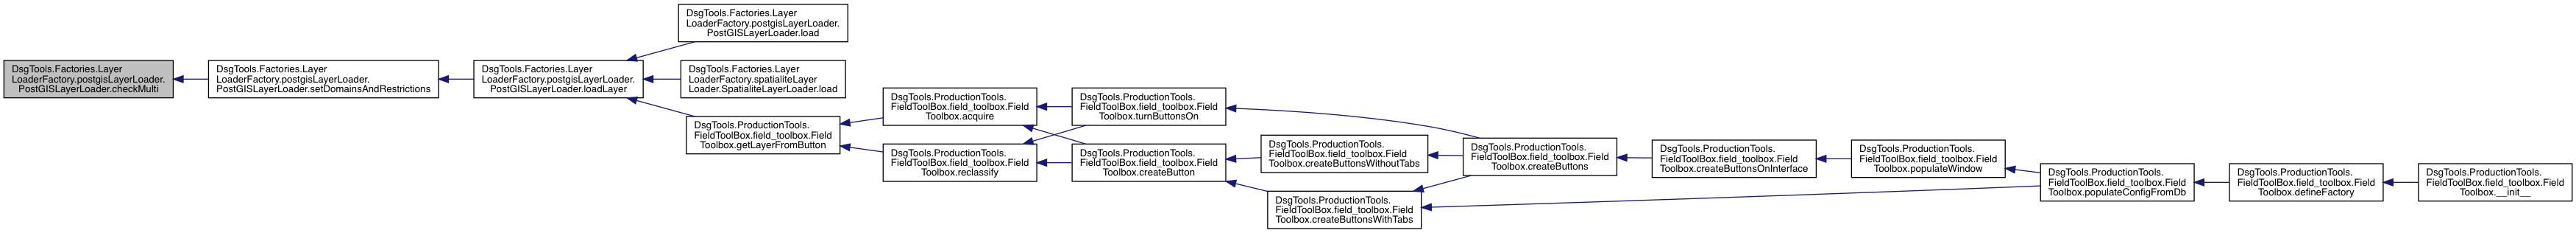 DsgTools.Factories.Layer
LoaderFactory.postgisLayerLoader.
PostGISLayerLoader.checkMulti
DsgTools.Factories.Layer
LoaderFactory.postgisLayerLoader.
PostGISLayerLoader.setDomainsAndRestrictions
DsgTools.Factories.Layer
LoaderFactory.postgisLayerLoader.
PostGISLayerLoader.loadLayer
DsgTools.Factories.Layer
LoaderFactory.postgisLayerLoader.
PostGISLayerLoader.load
DsgTools.Factories.Layer
LoaderFactory.spatialiteLayer
Loader.SpatialiteLayerLoader.load
DsgTools.ProductionTools.
FieldToolBox.field_toolbox.Field
Toolbox.getLayerFromButton
DsgTools.ProductionTools.
FieldToolBox.field_toolbox.Field
Toolbox.acquire
DsgTools.ProductionTools.
FieldToolBox.field_toolbox.Field
Toolbox.reclassify
DsgTools.ProductionTools.
FieldToolBox.field_toolbox.Field
Toolbox.turnButtonsOn
DsgTools.ProductionTools.
FieldToolBox.field_toolbox.Field
Toolbox.createButton
DsgTools.ProductionTools.
FieldToolBox.field_toolbox.Field
Toolbox.createButtonsWithoutTabs
DsgTools.ProductionTools.
FieldToolBox.field_toolbox.Field
Toolbox.createButtonsWithTabs
DsgTools.ProductionTools.
FieldToolBox.field_toolbox.Field
Toolbox.createButtons
DsgTools.ProductionTools.
FieldToolBox.field_toolbox.Field
Toolbox.createButtonsOnInterface
DsgTools.ProductionTools.
FieldToolBox.field_toolbox.Field
Toolbox.populateWindow
DsgTools.ProductionTools.
FieldToolBox.field_toolbox.Field
Toolbox.populateConfigFromDb
DsgTools.ProductionTools.
FieldToolBox.field_toolbox.Field
Toolbox.defineFactory
DsgTools.ProductionTools.
FieldToolBox.field_toolbox.Field
Toolbox.__init__